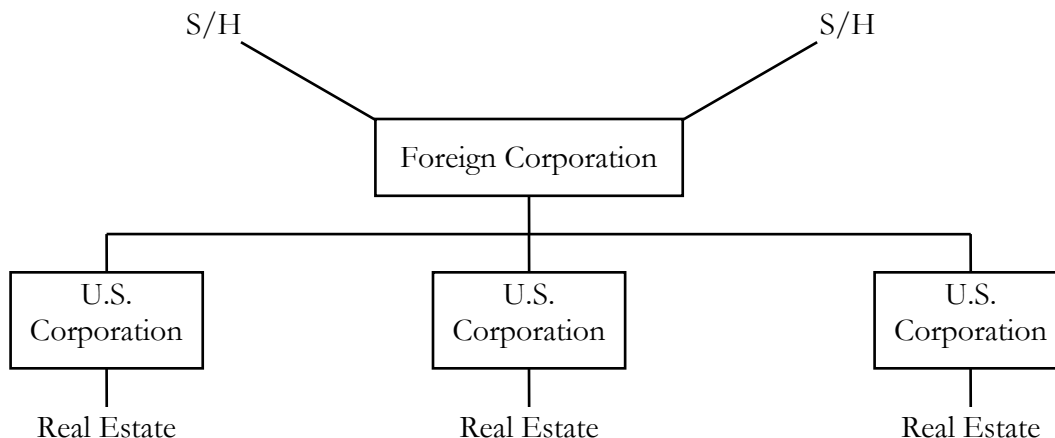 S/H S/H
Foreign Corporation
U.S. U.S. U.S.
Corporation Corporation Corporation
Real Estate Real Estate Real Estate